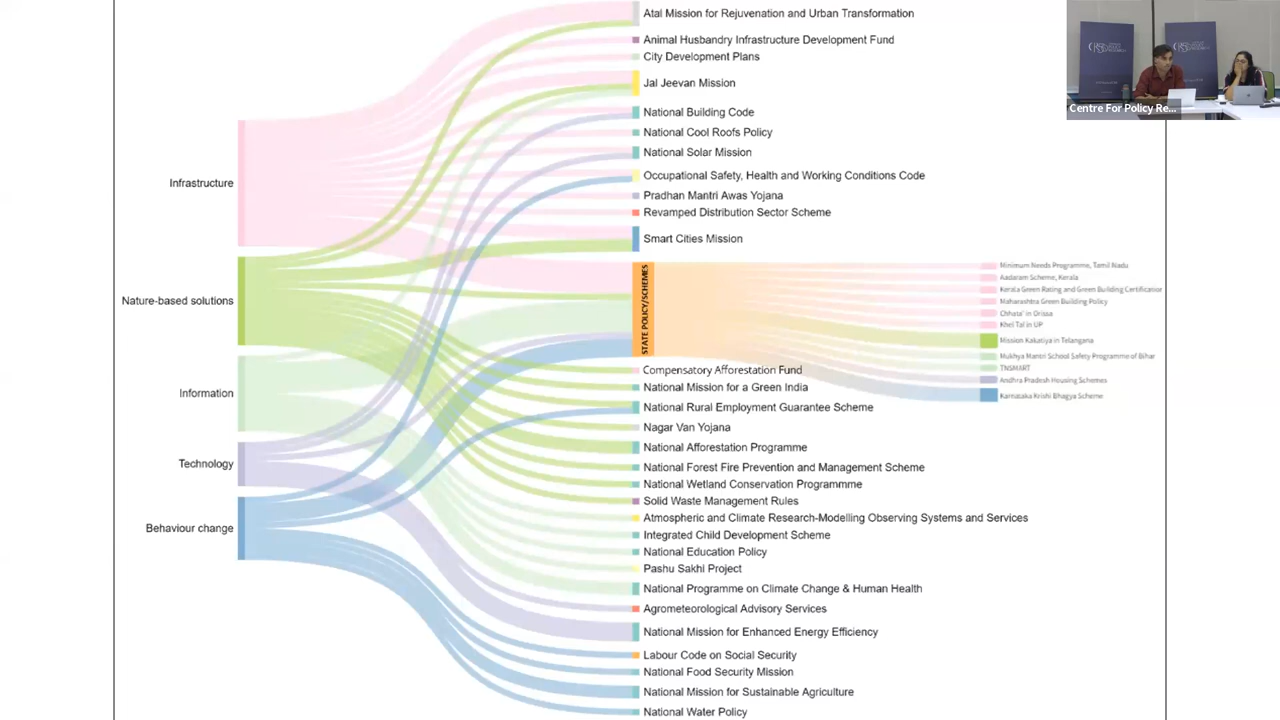 Infrastructure
Nature-based solutions
Information
Technology
Behaviour change
Atal Mission for Rejuvenation and Urban Transformation
Animal Husbandry Infrastructure Development Fund
City Development Plans
Jal Jeevan Mission
National Building Code
National Cool Roofs Policy
National Solar Mission
Occupational Safety, Health and Working Conditions Code
Pradhan Mantri Awas Yojana
Revamped Distribution Sector Scheme
Smart Cities Mission
STATE POLICY/SCHEMES
Compensatory Afforestation Fund
National Mission for a Green India
National Rural Employment Guarantee Scheme
Nagar Van Yojana
National Afforestation Programme
National Forest Fire Prevention and Management Scheme
National Wetland Conservation Programmme
Solid Waste Management Rules
Atmospheric and Climate Research-Modelling Observing Systems and Services
Integrated Child Development Scheme
National Education Policy
Pashu Sakhi Project
National Programme on Climate Change & Human Health
Agrometeorological Advisory Services
National Mission for Enhanced Energy Efficiency
Labour Code on Social Security
National Food Security Mission
National Mission for Sustainable Agriculture
National Water Policy
Minimum Needs Programme, Tamil Nadu
Aadaram Scheme, Kerala
Kerala Green Rating and Green Building Certification
Maharashtra Green Building Policy
Chhata' in Orissa
Khet Tal in UP
Mission Kakatiya in Telangana
Mukhya Mantri School Safety Programme of Bihar
TNSMART
Andhra Pradesh Housing Schemes
Karnataka Krishi Bhagya Scheme
Centre For Policy Re...